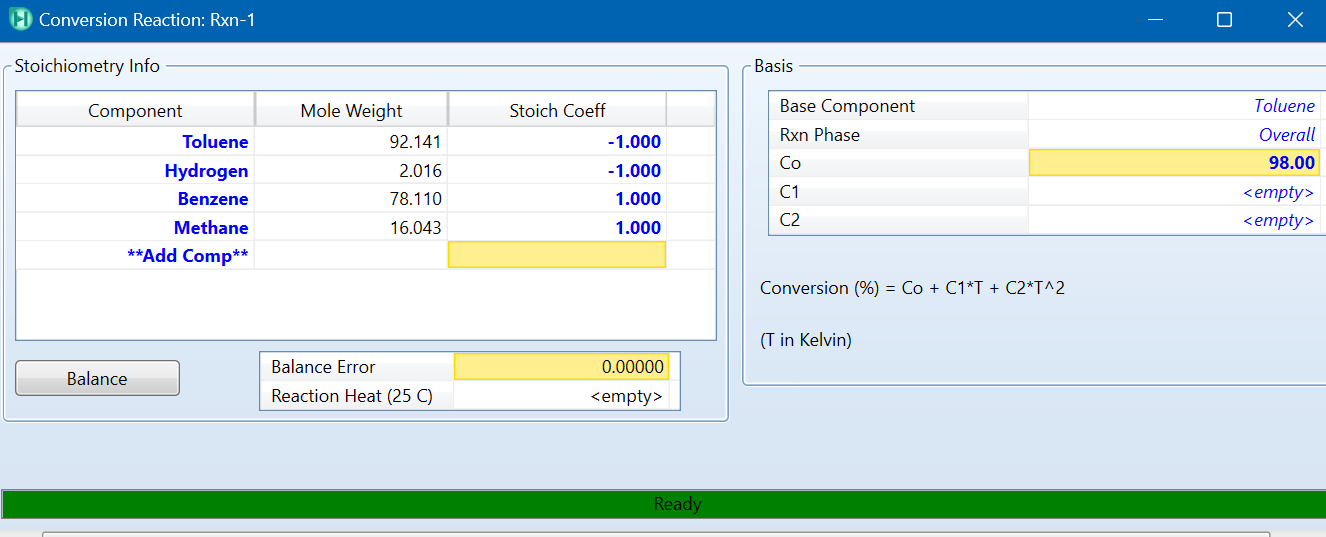 Conversion Reaction: Rxn-1
Stoichiometry Info
Component Mole Weight Stoich Coeff
Toluene 92.141 -1.000
Hydrogen 2.016 -1.000
Benzene 78.110 1.000
Methane 16.043 1.000
**Add Comp**
Balance
Balance Error 0.00000
Reaction Heat (25 C) <empty>
Basis
Base Component Toluene
Rxn Phase Overall
Co 98.00
C1 <empty>
C2 <empty>
Conversion (%) = Co + C1*T + C2*T^2
(T in Kelvin)
Ready